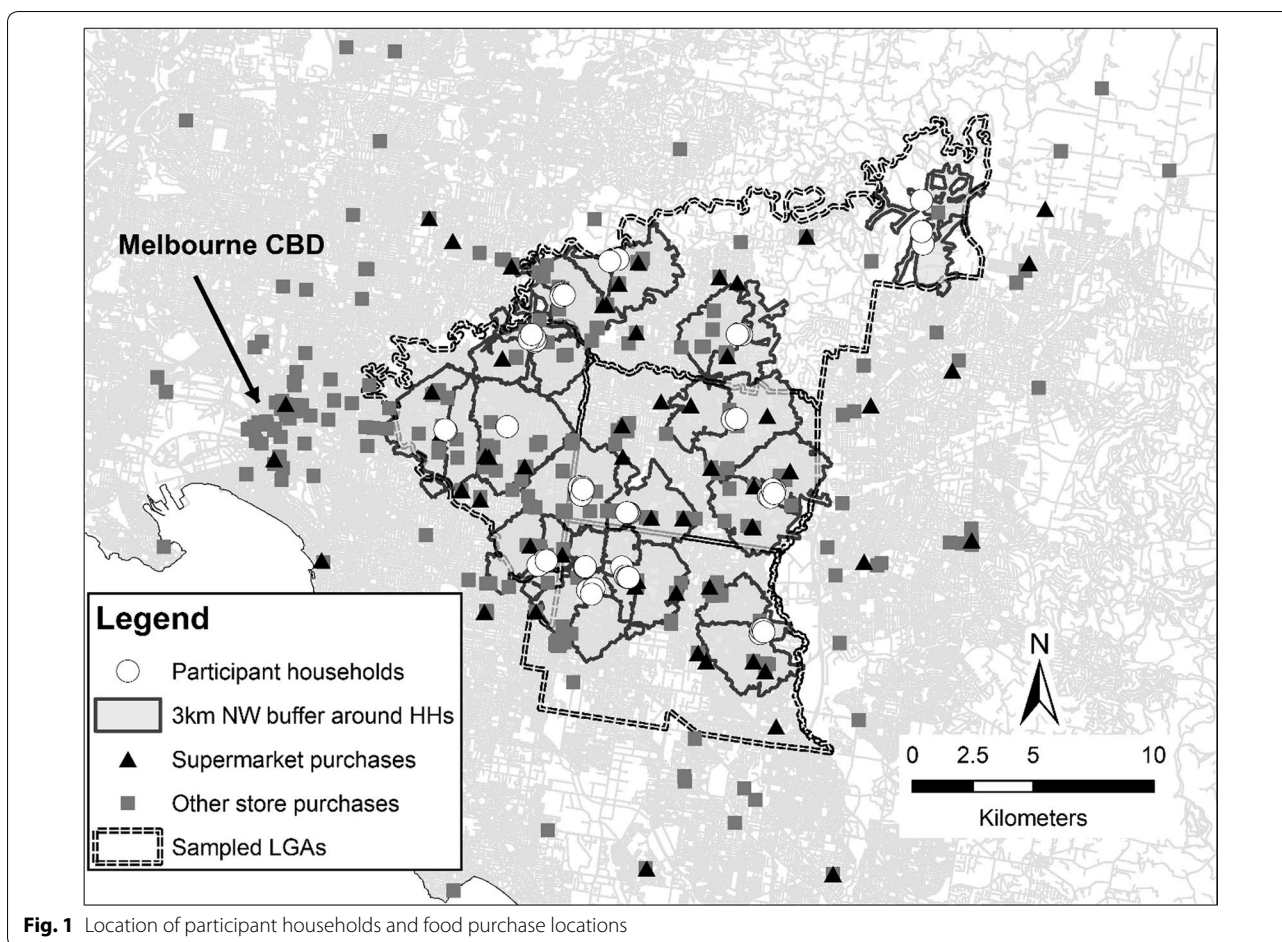 Melbourne CBD
Legend
Participant households
3km NW buffer around HHs
Supermarket purchases
Other store purchases
Sampled LGAs
N
0 2.5 5 10
Kilometers
Fig. 1 Location of participant households and food purchase locations